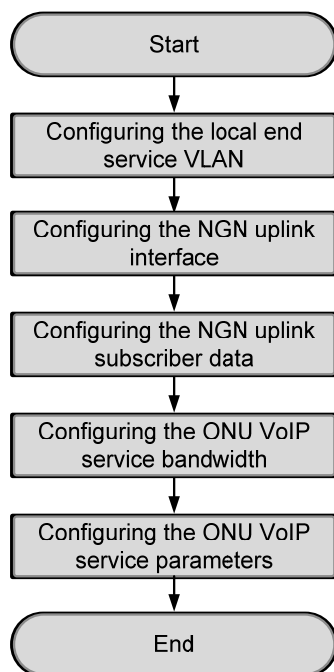 Start
Configuring the local end
service VLAN
Configuring the NGN uplink
interface
Configuring the NGN uplink
subscriber data
Configuring the ONU VoIP
service bandwidth
Configuring the ONU VoIP
service parameters
End